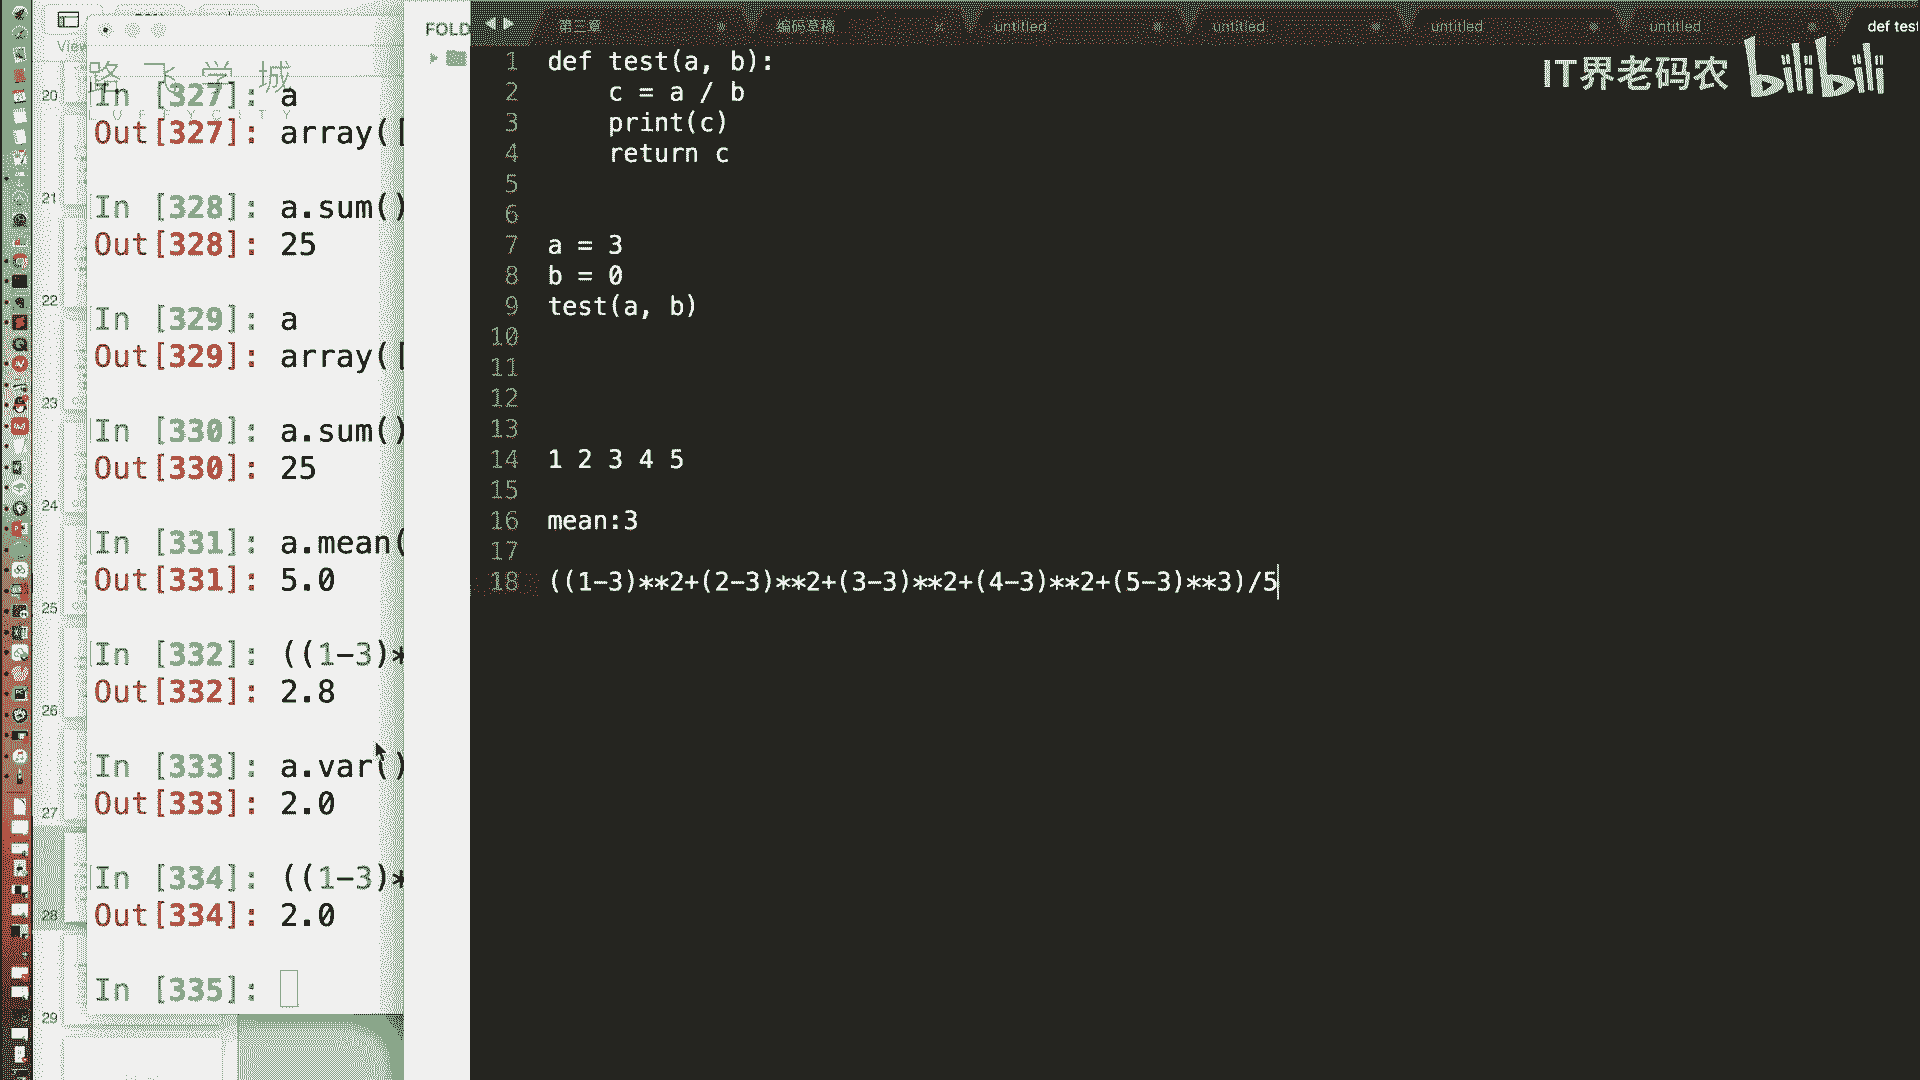 View
路飞学城
LUFFYCITY
20
21
22
23
24
25
26
27
28
29
In [327]: a
Out[327]: array([
In [328]: a.sum()
Out[328]: 25
In [329]: a
Out[329]: array([
In [330]: a.sum()
Out[330]: 25
In [331]: a.mean(
Out[331]: 5.0
In [332]: ((1-3)*
Out[332]: 2.8
In [333]: a.var()
Out[333]: 2.0
In [334]: ((1-3)*
Out[334]: 2.0
In [335]:
FOLD
第三章
编码草稿
untitled
untitled
untitled
untitled
def test
IT界老码农 bilibili
1 def test(a, b):
2     c = a / b
3     print(c)
4     return c
5
6
7 a = 3
8 b = 0
9 test(a, b)
10
11
12
13
14 1 2 3 4 5
15
16 mean:3
17
18 ((1-3)**2+(2-3)**2+(3-3)**2+(4-3)**2+(5-3)**3)/5